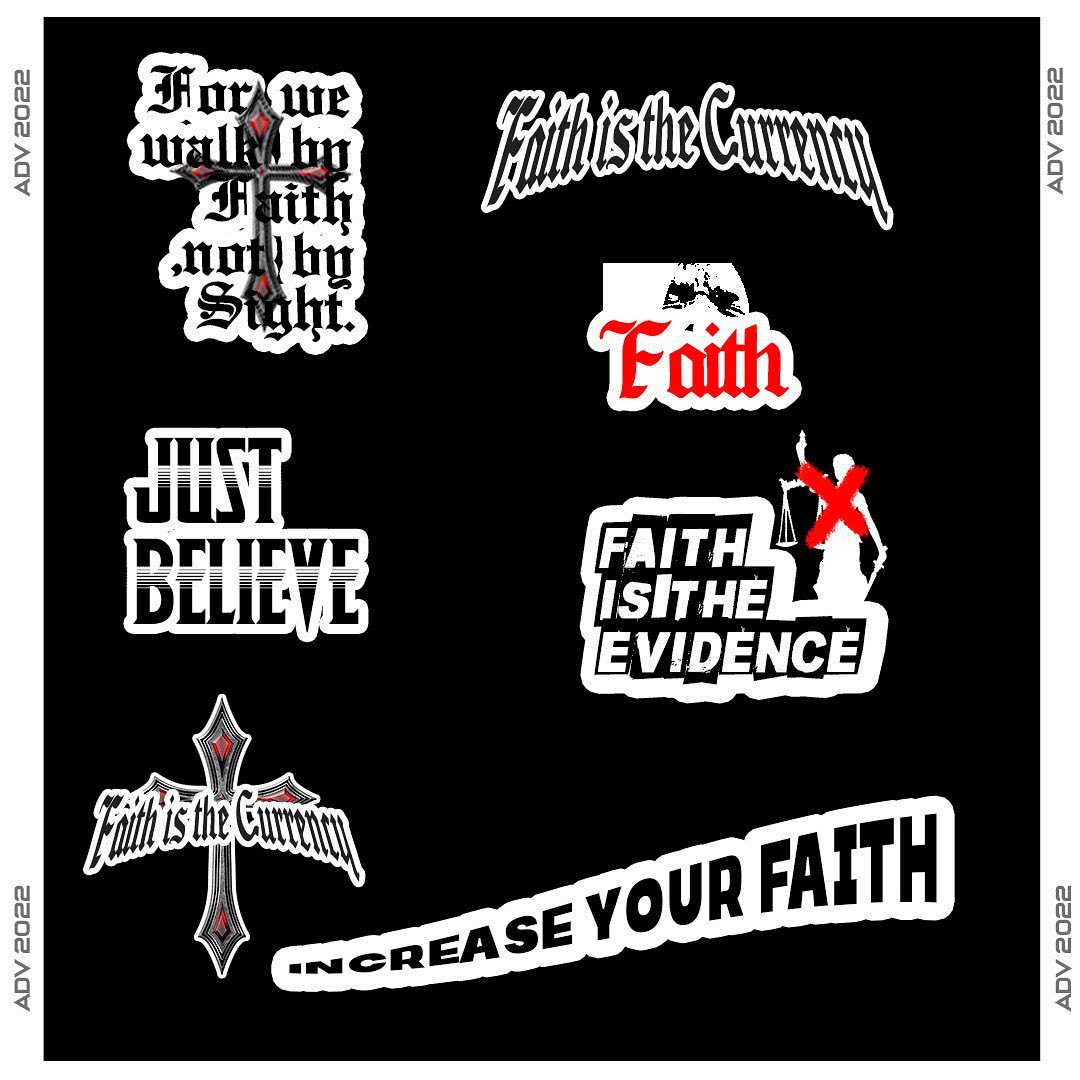 ADV 2022
ADV 2022
For we
walk by
Faith
,not by
Sight.
Faith is the Currency
Faith
JUST
BELIEVE
FAITH
IS THE
EVIDENCE
Faith is the Currency
INCREASE YOUR FAITH
ADV 2022
ADV 2022